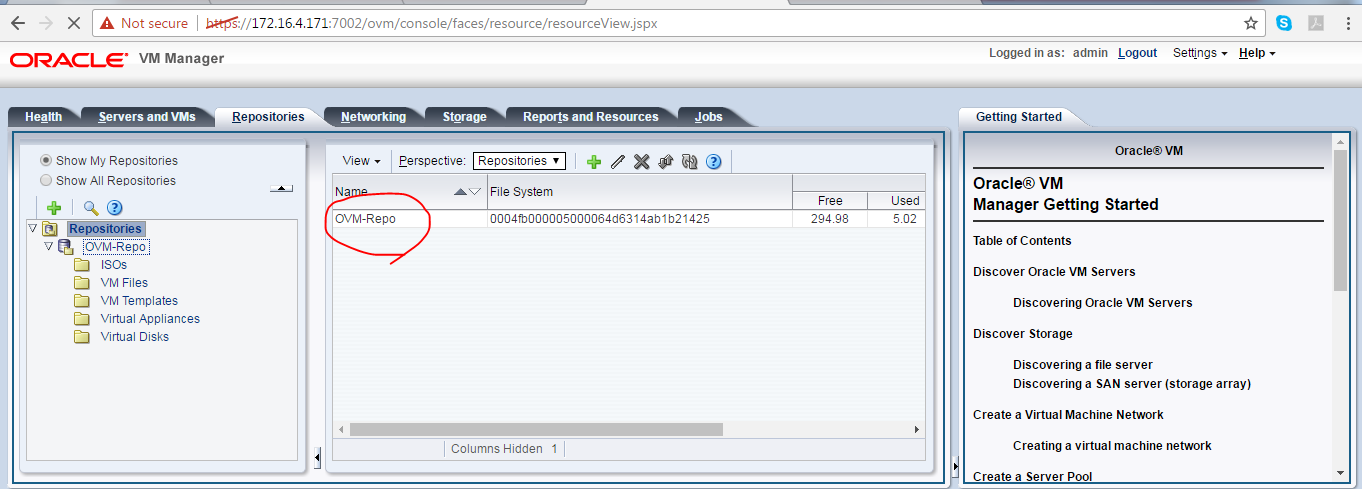 Not secure | https://172.16.4.171:7002/ovm/console/faces/resource/resourceView.jspx
ORACLE® VM Manager
Logged in as: admin Logout Settings Help
Health Servers and VMs Repositories Networking Storage Reports and Resources Jobs
Getting Started
Show My Repositories
Show All Repositories
Repositories
OVM-Repo
ISOs
VM Files
VM Templates
Virtual Appliances
Virtual Disks
View Perspective: Repositories
Name File System Free Used
OVM-Repo 0004fb000005000064d6314ab1b21425 294.98 5.02
Columns Hidden 1
Oracle® VM
Oracle® VM
Manager Getting Started
Table of Contents
Discover Oracle VM Servers
Discovering Oracle VM Servers
Discover Storage
Discovering a file server
Discovering a SAN server (storage array)
Create a Virtual Machine Network
Creating a virtual machine network
Create a Server Pool